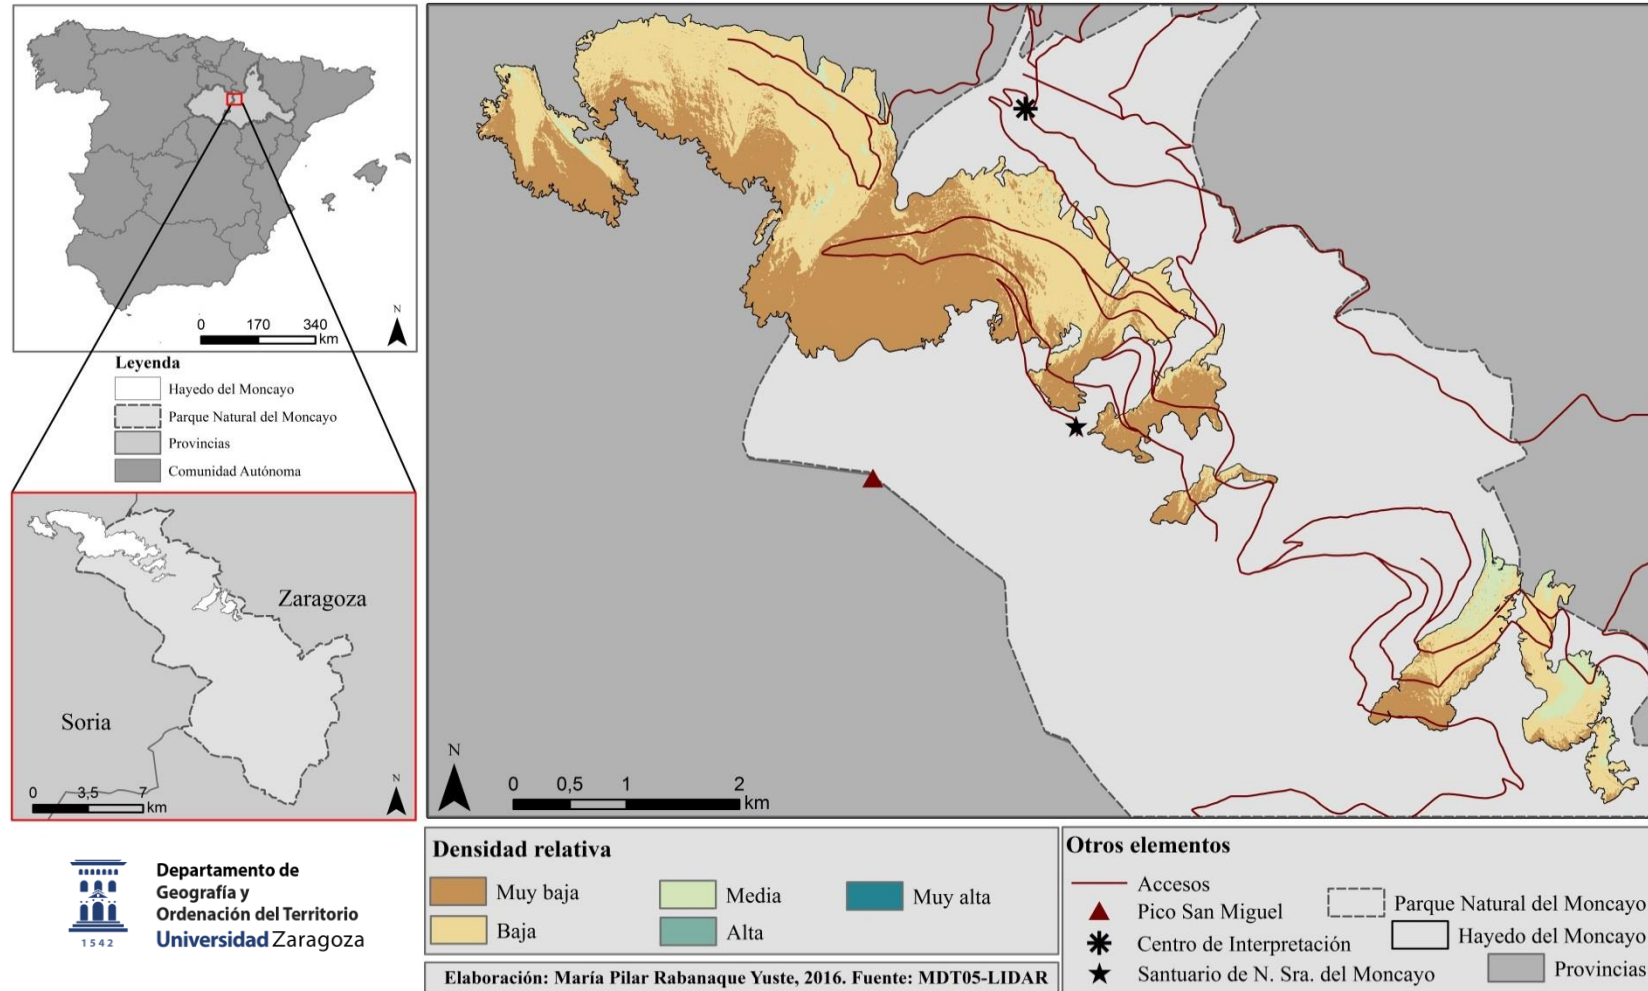 N
0 170 340
km
Leyenda
Hayedo del Moncayo
Parque Natural del Moncayo
Provincias
Comunidad Autónoma
Zaragoza
Soria
N
0 3,5 7
km
N
0 0,5 1 2
km
Departamento de
Geografía y
Ordenación del Territorio
Universidad Zaragoza
1542
Densidad relativa
Muy baja
Media
Muy alta
Baja
Alta
Elaboración: María Pilar Rabanaque Yuste, 2016. Fuente: MDT05-LIDAR
Otros elementos
Accesos
Pico San Miguel
Centro de Interpretación
Santuario de N. Sra. del Moncayo
Parque Natural del Moncayo
Hayedo del Moncayo
Provincias